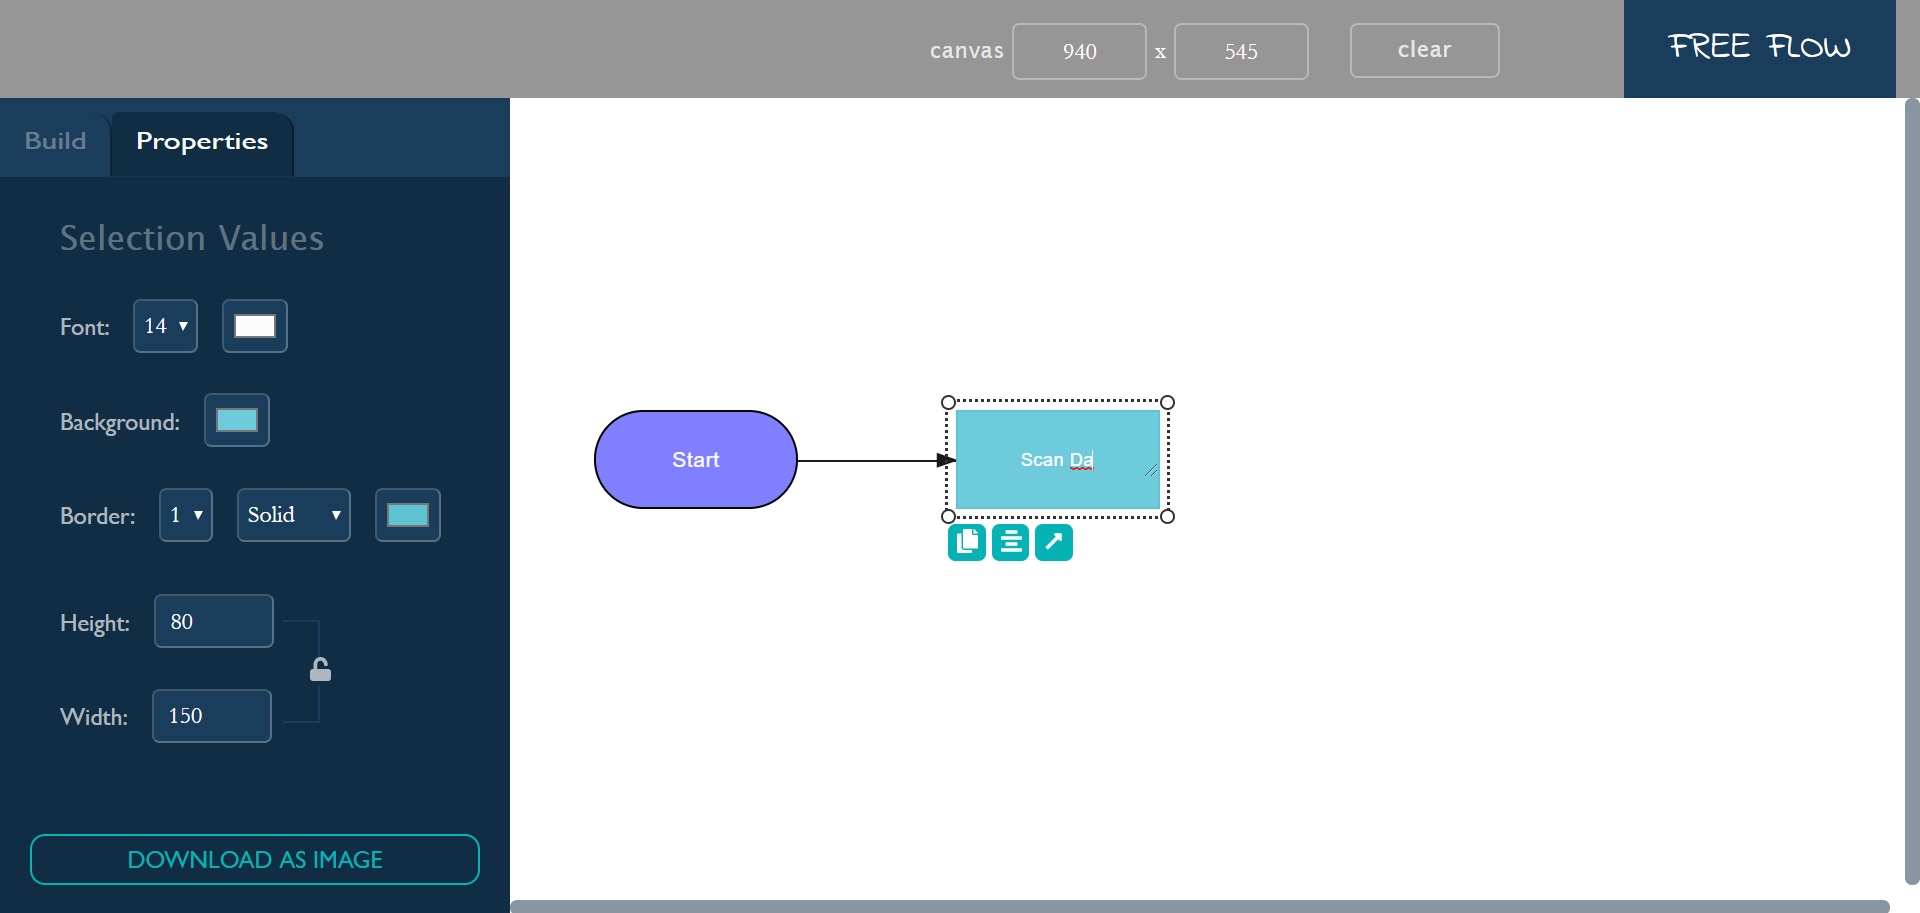 canvas 940 x 545 clear FREE FLOW
Build Properties
Selection Values
Font: 14
Background:
Border: 1 Solid
Height: 80
Width: 150
DOWNLOAD AS IMAGE
Start
Scan Da